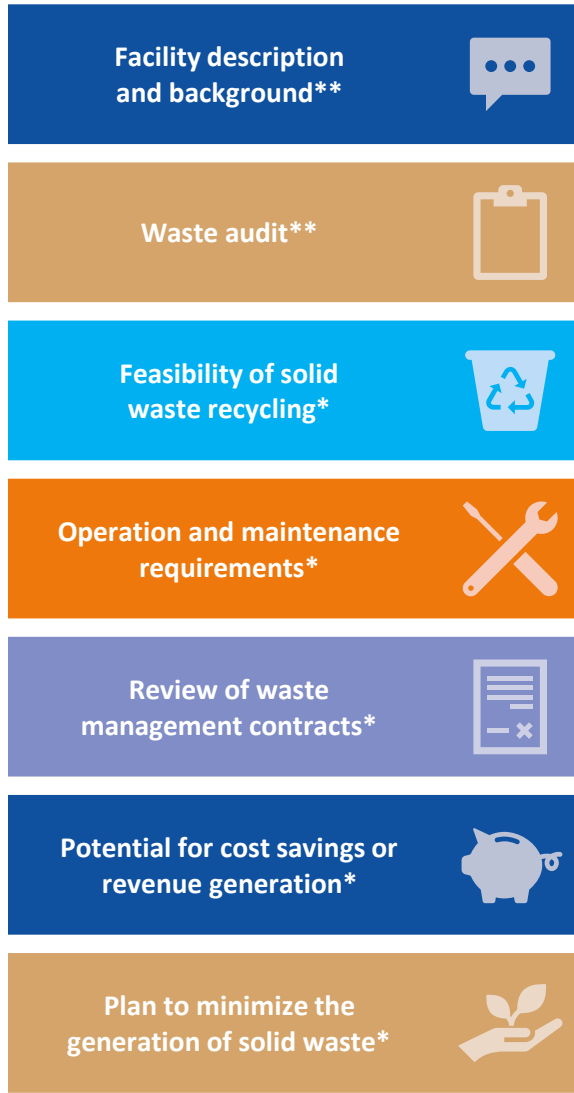 Facility description
and background**
Waste audit**
Feasibility of solid
waste recycling*
Operation and maintenance
requirements*
Review of waste
management contracts*
Potential for cost savings or
revenue generation*
Plan to minimize the
generation of solid waste*